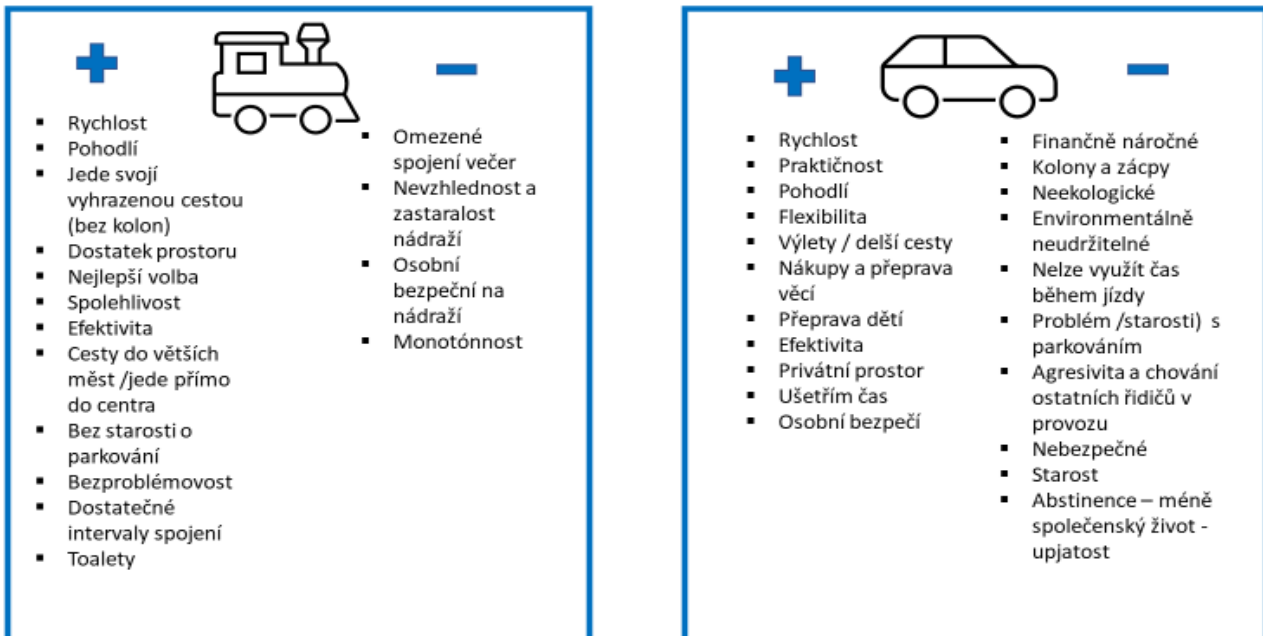 Rychlost
Pohodlí
Jede svojí
vyhrazenou cestou
(bez kolon)
Dostatek prostoru
Nejlepší volba
Spolehlivost
Efektivita
Cesty do větších
měst /jede přímo
do centra
Bez starosti o
parkování
Bezproblémovost
Dostatečné
intervaly spojení
Toalety
Omezené
spojení večer
Nevzhlednost a
zastaralost
nádraží
Osobní
bezpeční na
nádraží
Monotónnost
Rychlost
Praktičnost
Pohodlí
Flexibilita
Výlety / delší cesty
Nákupy a přeprava
věcí
Přeprava dětí
Efektivita
Privátní prostor
Ušetřím čas
Osobní bezpečí
Finančně náročné
Kolony a zácpy
Neekologické
Environmentálně
neudržitelné
Nelze využít čas
během jízdy
Problém /starosti) s
parkováním
Agresivita a chování
ostatních řidičů v
provozu
Nebezpečné
Starost
Abstinence – méně
společenský život -
upjatost